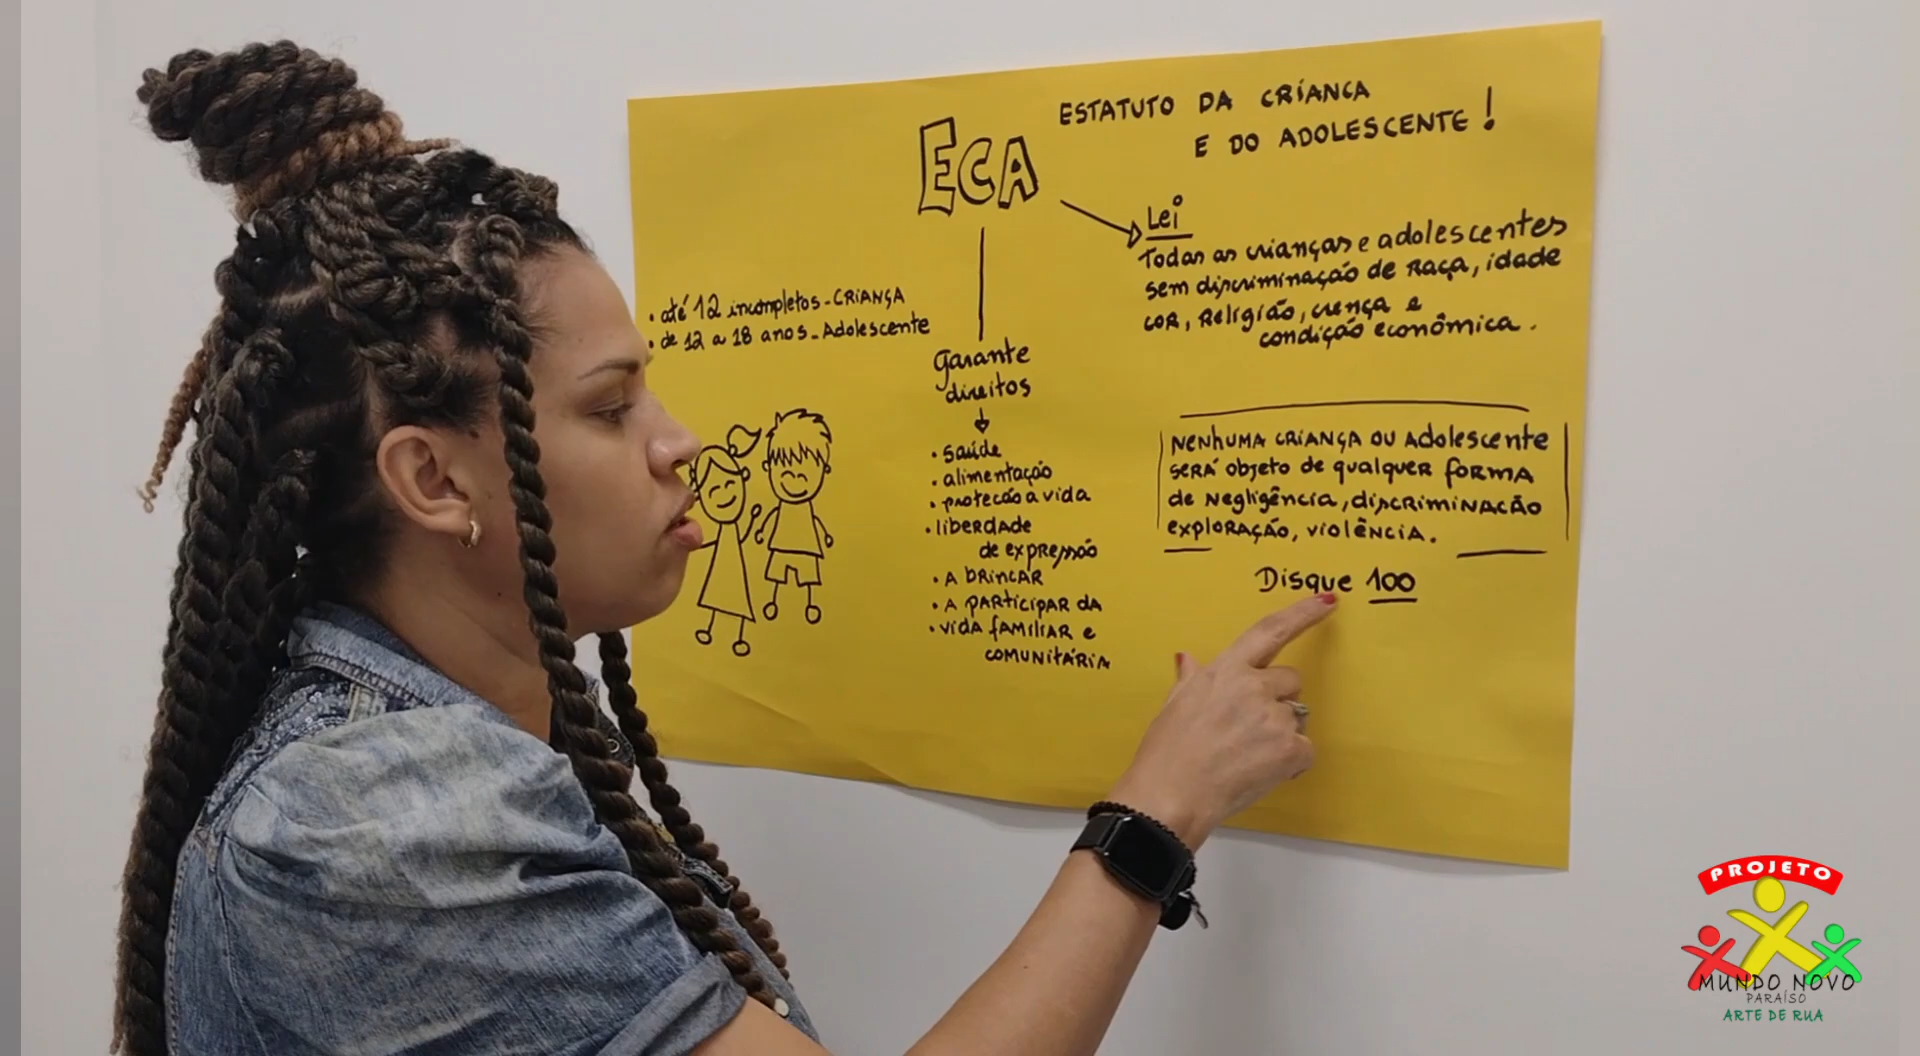 ECA
ESTATUTO DA CRÍANCA
E DO ADOLESCENTE!
Lei
Todas as crianças e adolescentes
sem discriminação de raça, idade
cor, religião, crença e
condição econômica.
• até 12 incompletos - CRIANÇA
• de 12 a 18 anos - Adolescente
garante
direitos
• saúde
• alimentação
• proteção a vida
• liberdade
de expressão
• A brincar
• A participar da
• vida familiar e
comunitária
Nenhuma criança ou adolescente
será objeto de qualquer forma
de negligência, discriminação
exploração, violência.
Disque 100
PROJETO
MUNDO NOVO
PARAÍSO
ARTE DE RUA